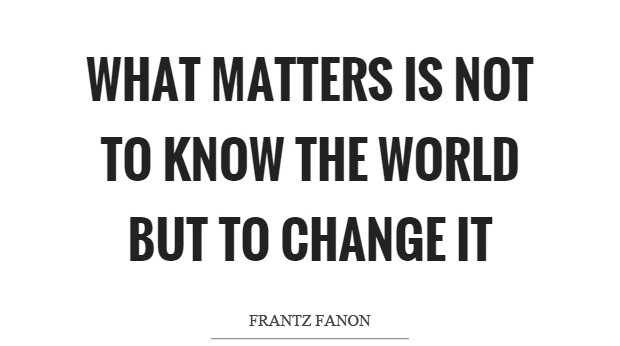 WHAT MATTERS IS NOT
TO KNOW THE WORLD
BUT TO CHANGE IT
FRANTZ FANON